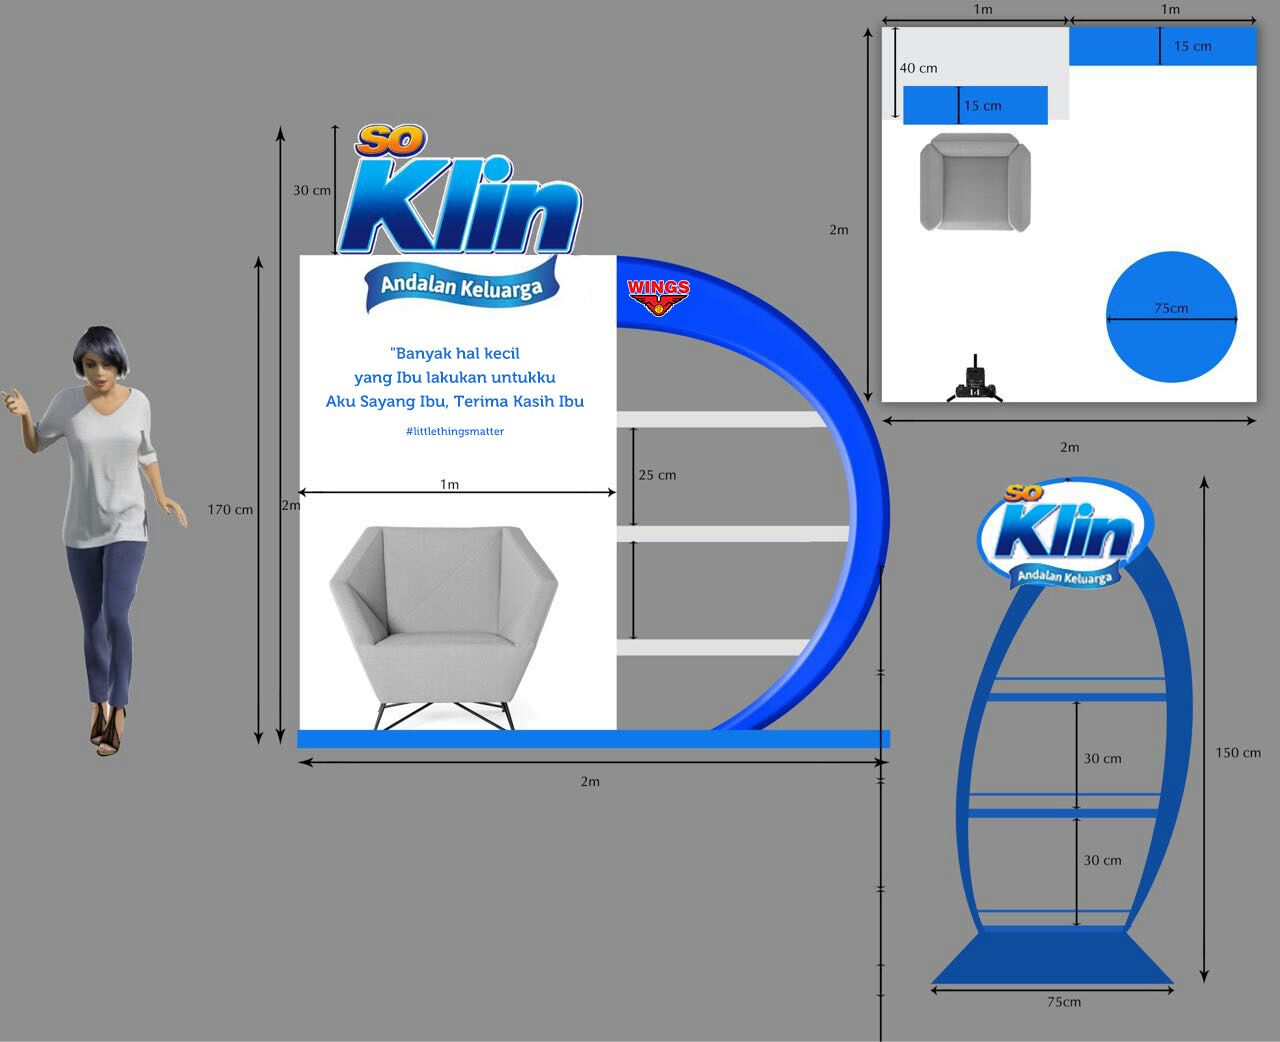 SO
Klin
Andalan Keluarga
WINGS
"Banyak hal kecil
yang Ibu lakukan untukku
Aku Sayang Ibu, Terima Kasih Ibu
#littlethingsmatter
30 cm
170 cm
2m
1m
25 cm
2m
1m
1m
40 cm
15 cm
15 cm
2m
75cm
2m
SO
Klin
Andalan Keluarga
30 cm
30 cm
150 cm
75cm